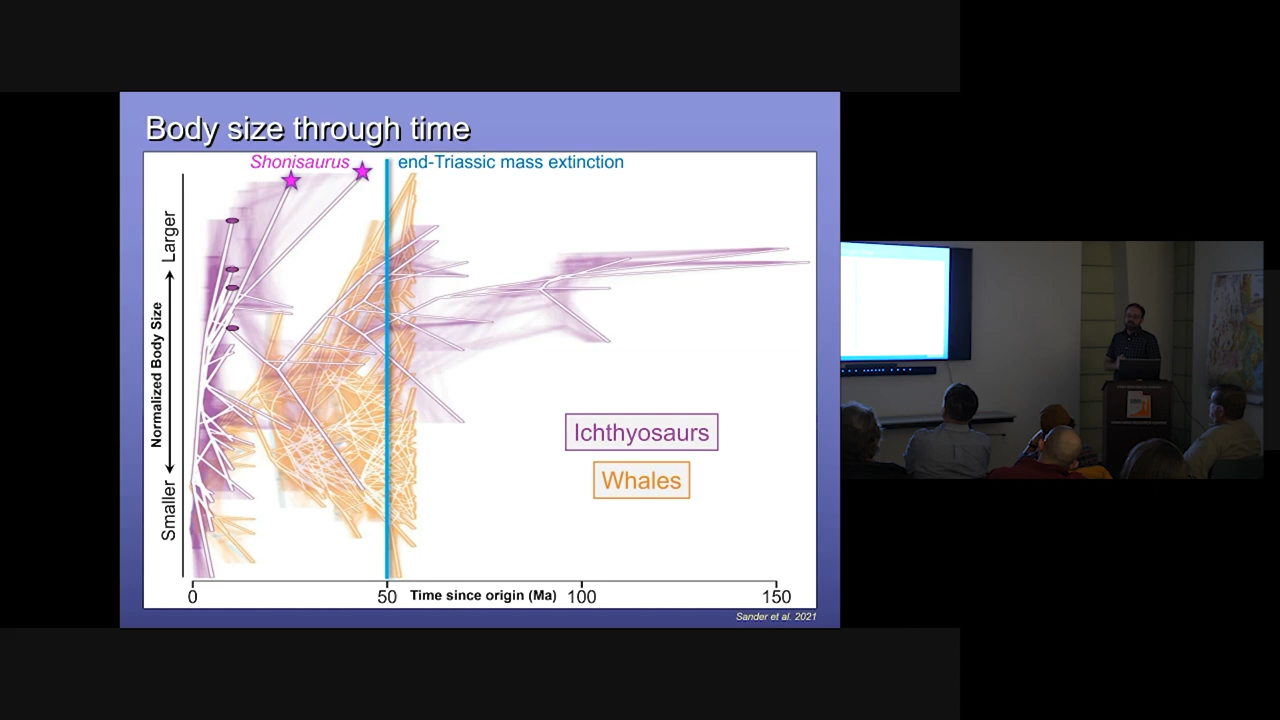 Body size through time
Shonisaurus
end-Triassic mass extinction
Larger
Normalized Body Size
Smaller
Ichthyosaurs
Whales
0
50
Time since origin (Ma)
100
150
Sander et al. 2021